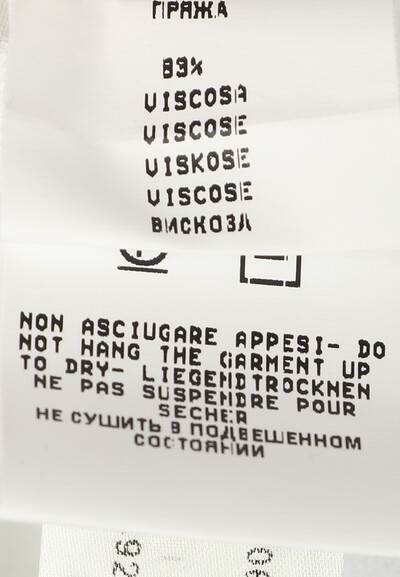 ПРЯЖА
89%
VISCOSA
VISCOSE
VISKOSE
VISCOSE
ВИСКОЗА
NON ASCIUGARE APPESI- DO
NOT HANG THE GARMENT UP
TO DRY- LIEGENDTROCKNEN
NE PAS SUSPENDRE POUR
SECHER
НЕ СУШИТЬ В ПОДВЕШЕННОМ
СОСТОЯНИИ